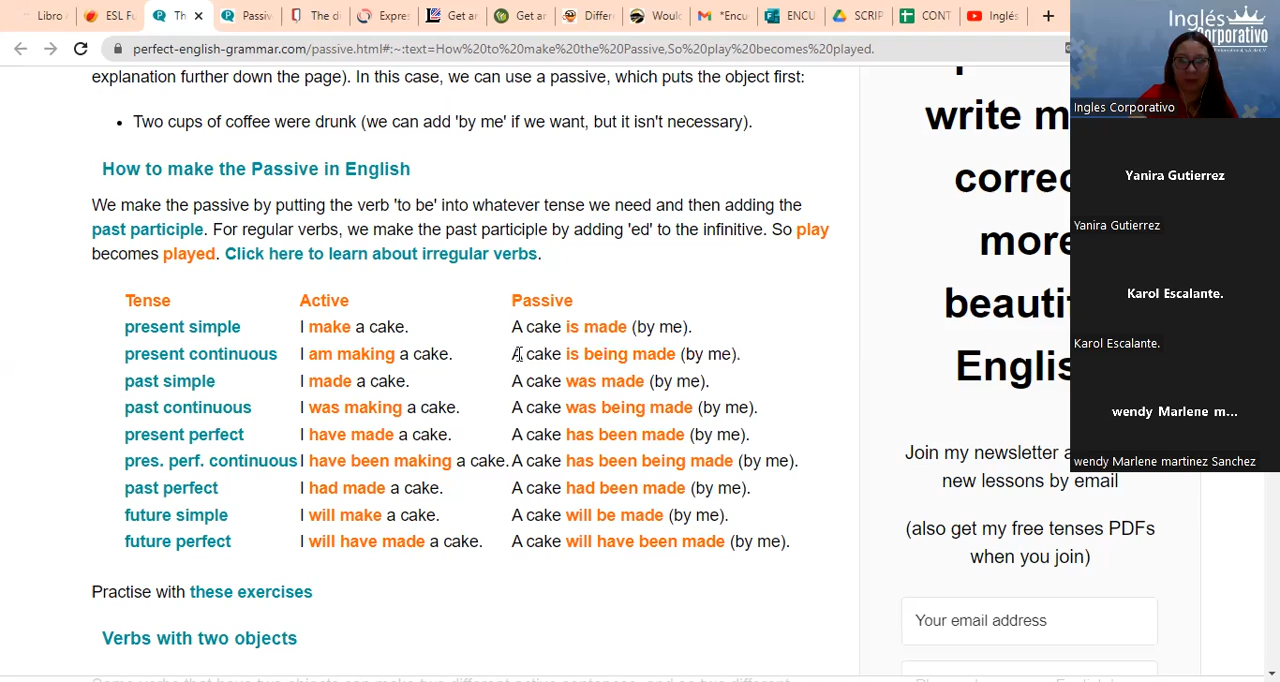 Libro
ESL Fu
Th
Passiv
The di
Expre
Get ar
Get ar
Differ
Woul
*Encu
ENCU
SCRIP
CONT
Inglés
perfect-english-grammar.com/passive.html#:~:text=How%20to%20make%20the%20Passive,So%20play%20becomes%20played.
explanation further down the page). In this case, we can use a passive, which puts the object first:
• Two cups of coffee were drunk (we can add 'by me' if we want, but it isn't necessary).
How to make the Passive in English
We make the passive by putting the verb 'to be' into whatever tense we need and then adding the
past participle. For regular verbs, we make the past participle by adding 'ed' to the infinitive. So play
becomes played. Click here to learn about irregular verbs.
Tense Active Passive
present simple I make a cake. A cake is made (by me).
present continuous I am making a cake. A cake is being made (by me).
past simple I made a cake. A cake was made (by me).
past continuous I was making a cake. A cake was being made (by me).
present perfect I have made a cake. A cake has been made (by me).
pres. perf. continuous I have been making a cake. A cake has been being made (by me).
past perfect I had made a cake. A cake had been made (by me).
future simple I will make a cake. A cake will be made (by me).
future perfect I will have made a cake. A cake will have been made (by me).
Practise with these exercises
Verbs with two objects
write m
correc
more
beauti
Englis
Join my newsletter a
new lessons by email
(also get my free tenses PDFs
when you join)
Your email address
Inglés
Corporativo
Ingles Corporativo
Yanira Gutierrez
Yanira Gutierrez
Karol Escalante.
Karol Escalante.
wendy Marlene m...
wendy Marlene martinez Sanchez